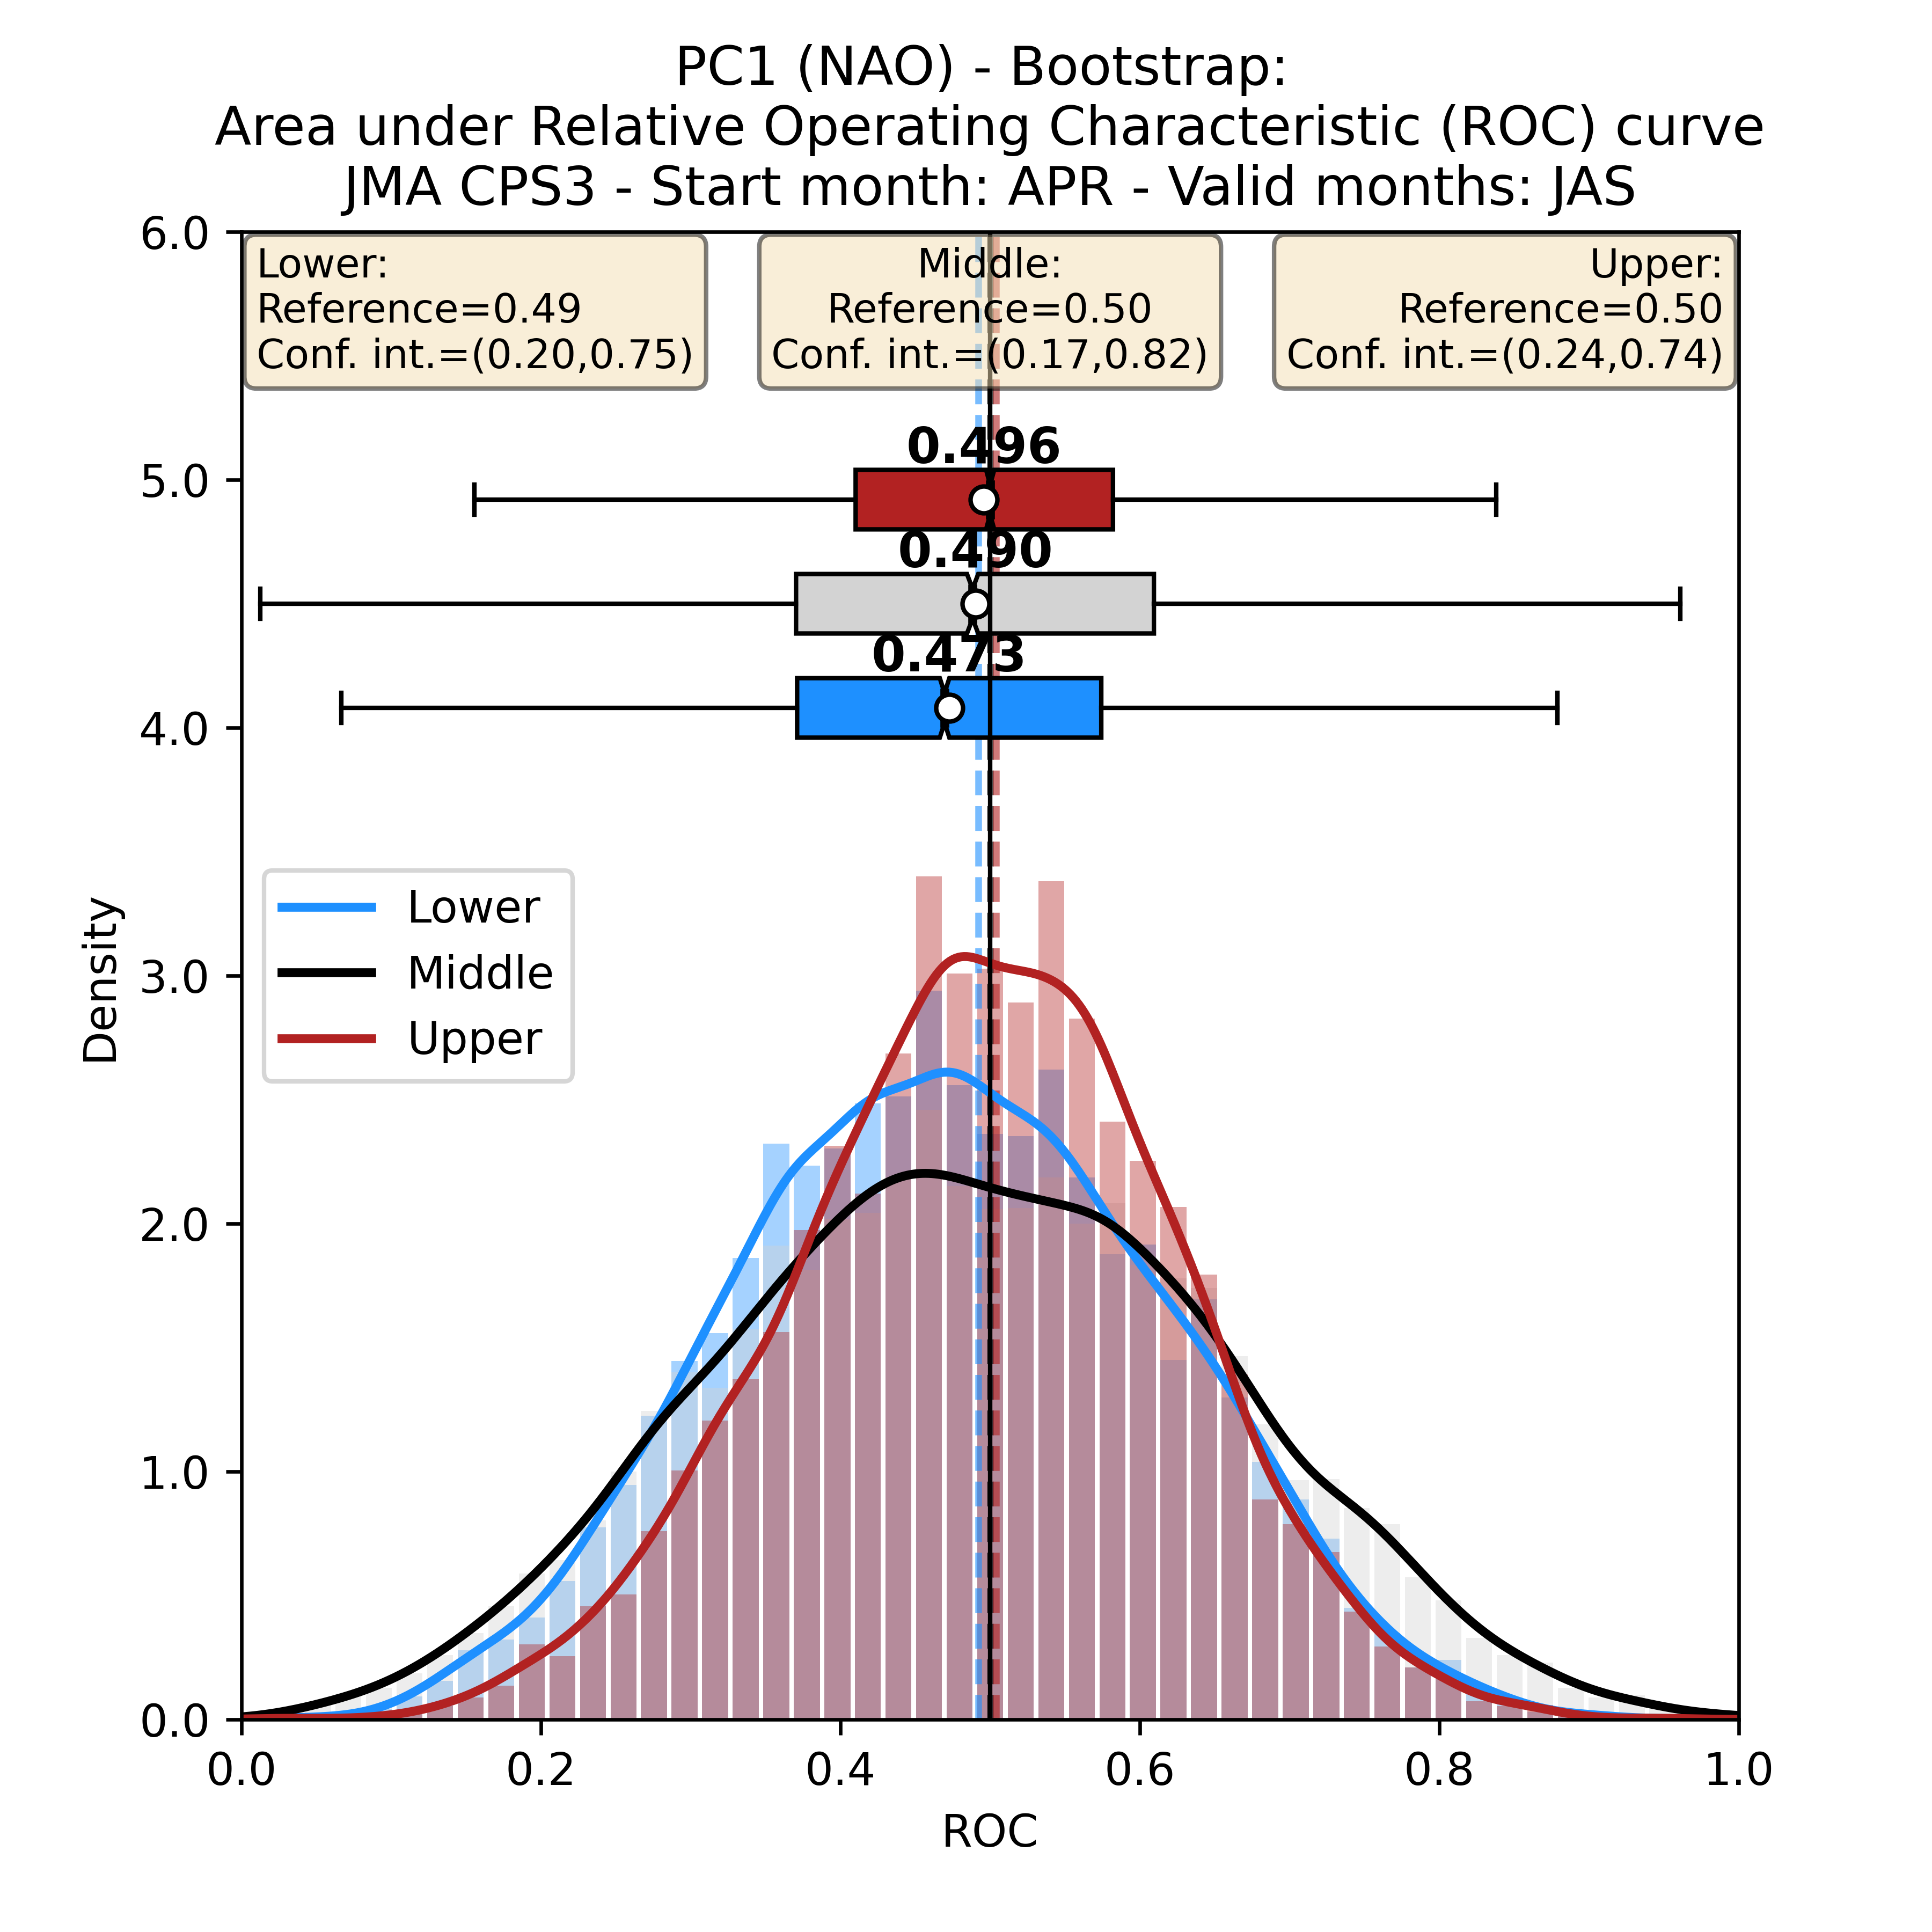 PC1 (NAO) - Bootstrap:
Area under Relative Operating Characteristic (ROC) curve
JMA CPS3 - Start month: APR - Valid months: JAS
6.0
Lower:
Reference=0.49
Conf. int.=(0.20,0.75)
Middle:
Reference=0.50
Conf. int.=(0.17,0.82)
Upper:
Reference=0.50
Conf. int.=(0.24,0.74)
0.496
5.0
0.490
0.473
4.0
Lower
Middle
Upper
Density
3.0
2.0
1.0
0.0
0.0 0.2 0.4 0.6 0.8 1.0
ROC